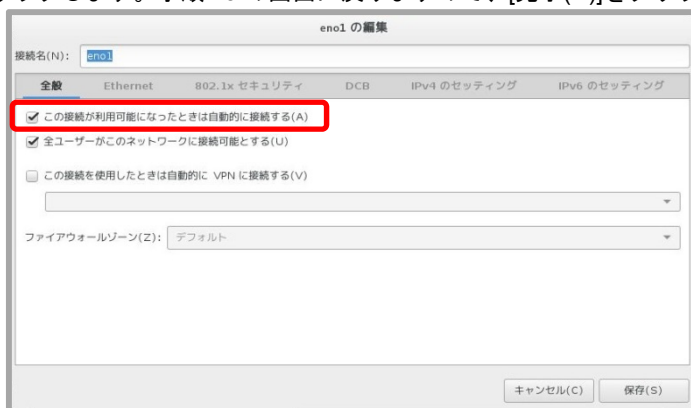 eno1 の編集
接続名(N): eno1
全般 Ethernet 802.1x セキュリティ DCB IPv4 のセッティング IPv6 のセッティング
この接続が利用可能になったときは自動的に接続する(A)
全ユーザーがこのネットワークに接続可能とする(U)
この接続を使用したときは自動的に VPN に接続する(V)
ファイアウォールゾーン(Z): デフォルト
キャンセル(C) 保存(S)